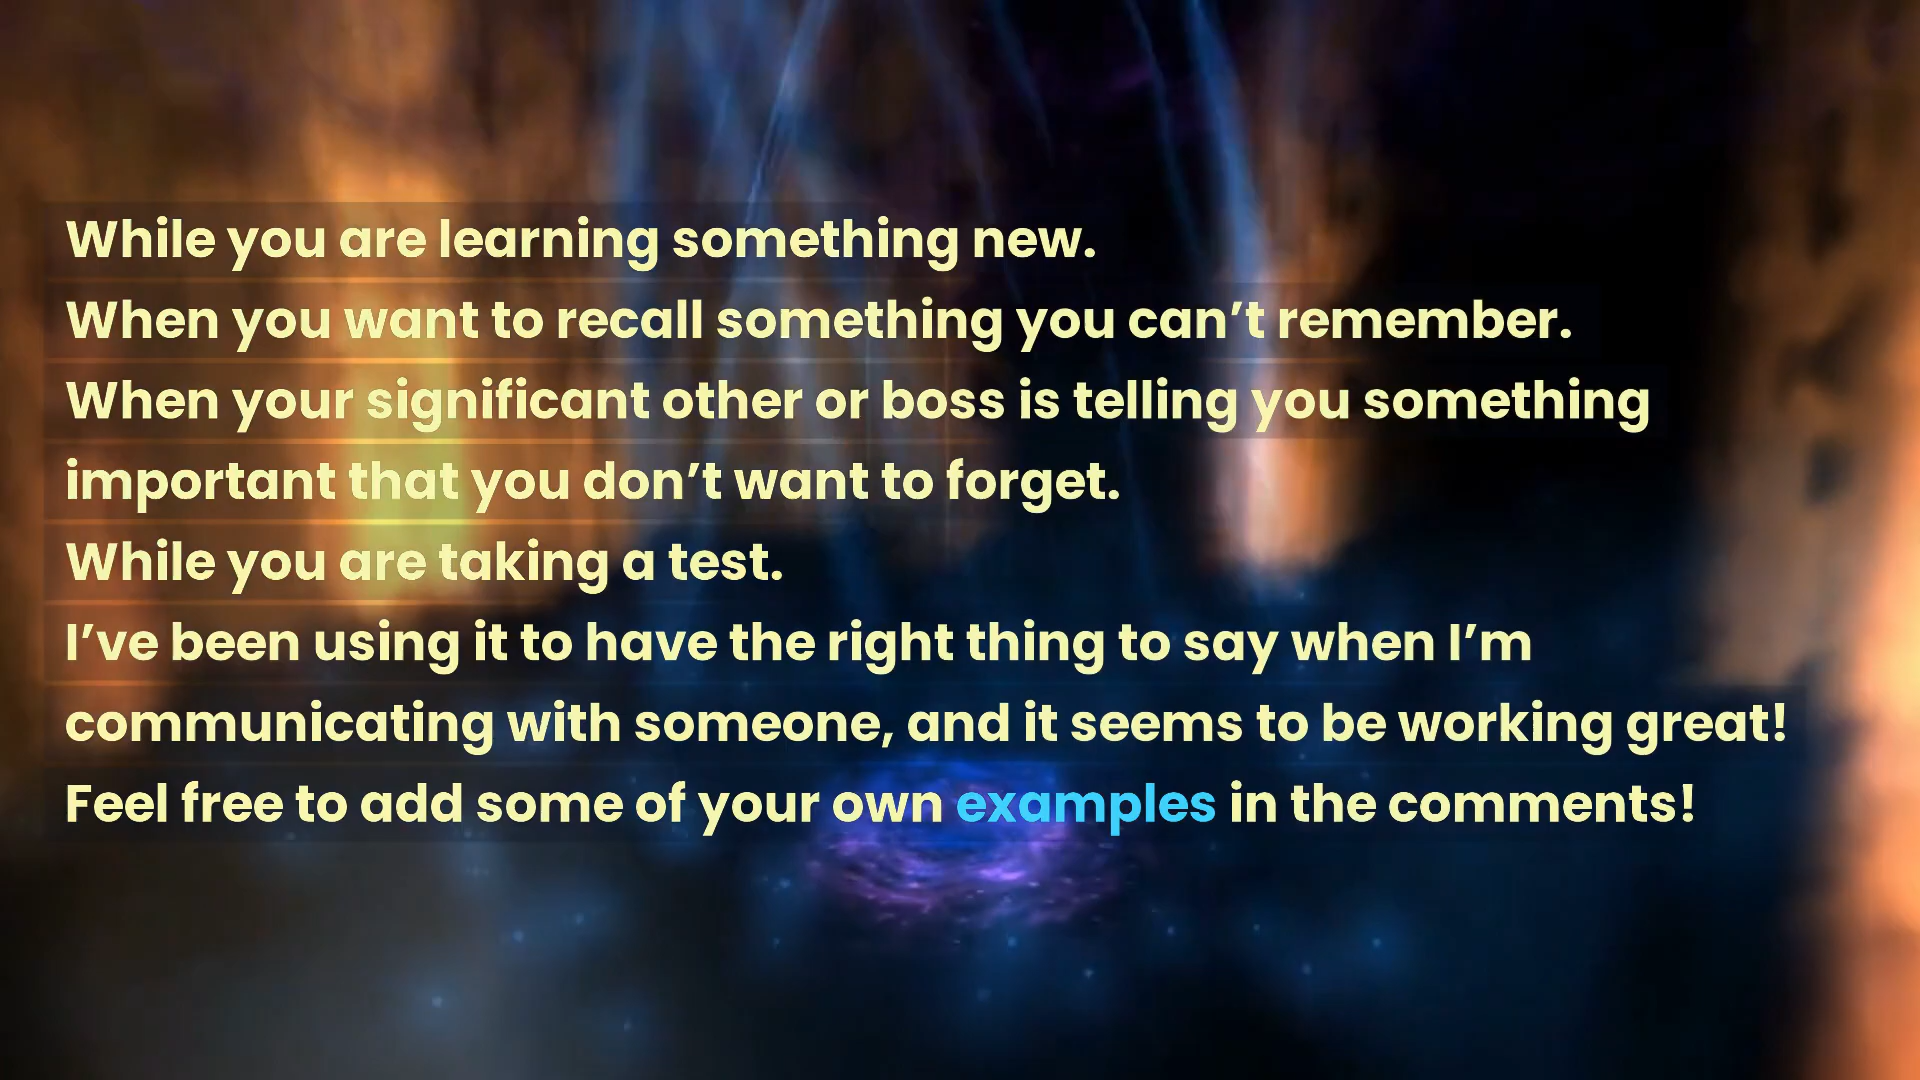 While you are learning something new.
When you want to recall something you can’t remember.
When your significant other or boss is telling you something
important that you don’t want to forget.
While you are taking a test.
I’ve been using it to have the right thing to say when I’m
communicating with someone, and it seems to be working great!
Feel free to add some of your own examples in the comments!